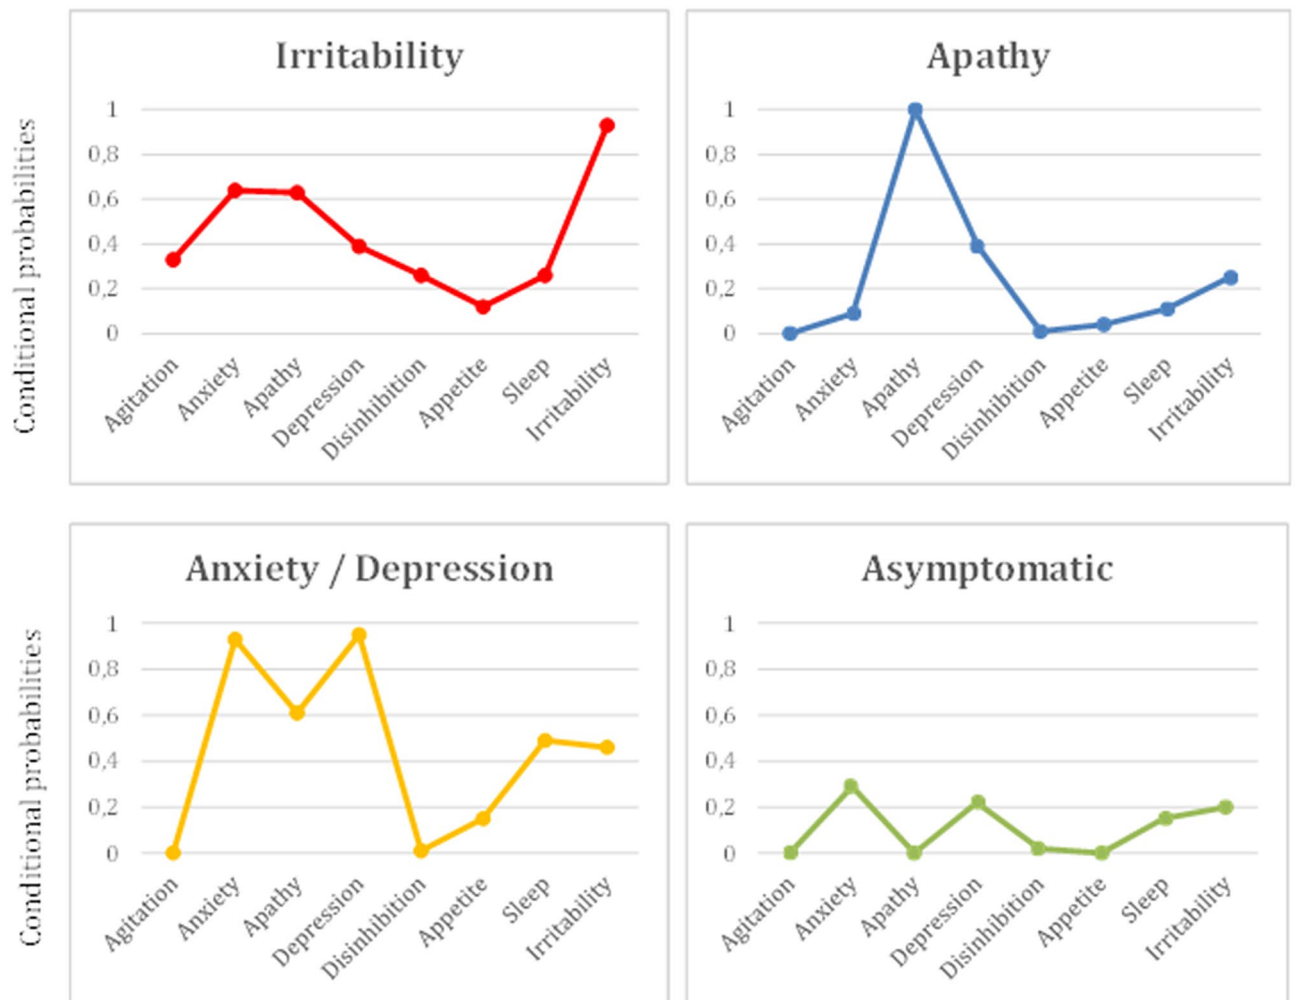 Irritability
Conditional probabilities
1
0,8
0,6
0,4
0,2
0
Agitation
Anxiety
Apathy
Depression
Disinhibition
Appetite
Sleep
Irritability
Apathy
1
0,8
0,6
0,4
0,2
0
Agitation
Anxiety
Apathy
Depression
Disinhibition
Appetite
Sleep
Irritability
Anxiety / Depression
Conditional probabilities
1
0,8
0,6
0,4
0,2
0
Agitation
Anxiety
Apathy
Depression
Disinhibition
Appetite
Sleep
Irritability
Asymptomatic
1
0,8
0,6
0,4
0,2
0
Agitation
Anxiety
Apathy
Depression
Disinhibition
Appetite
Sleep
Irritability